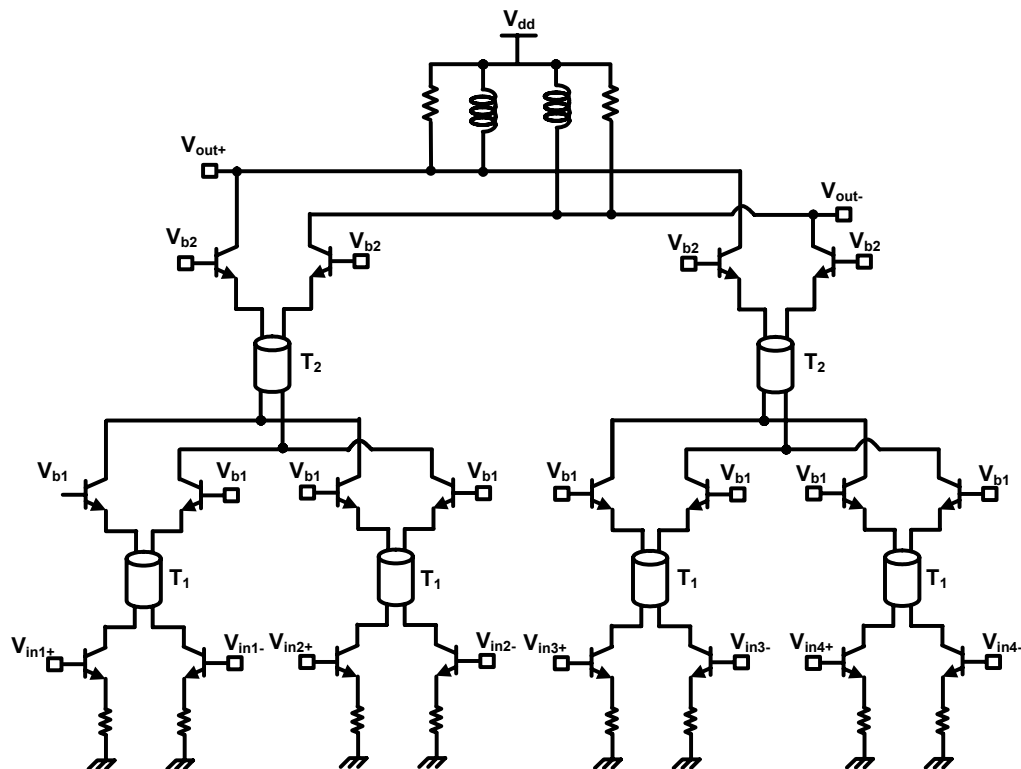 Vdd
Vout+
Vout-
Vb2
Vb2
Vb2
Vb2
T2
T2
Vb1
Vb1
Vb1
Vb1
Vb1
Vb1
Vb1
Vb1
T1
T1
T1
T1
Vin1+
Vin1-
Vin2+
Vin2-
Vin3+
Vin3-
Vin4+
Vin4-